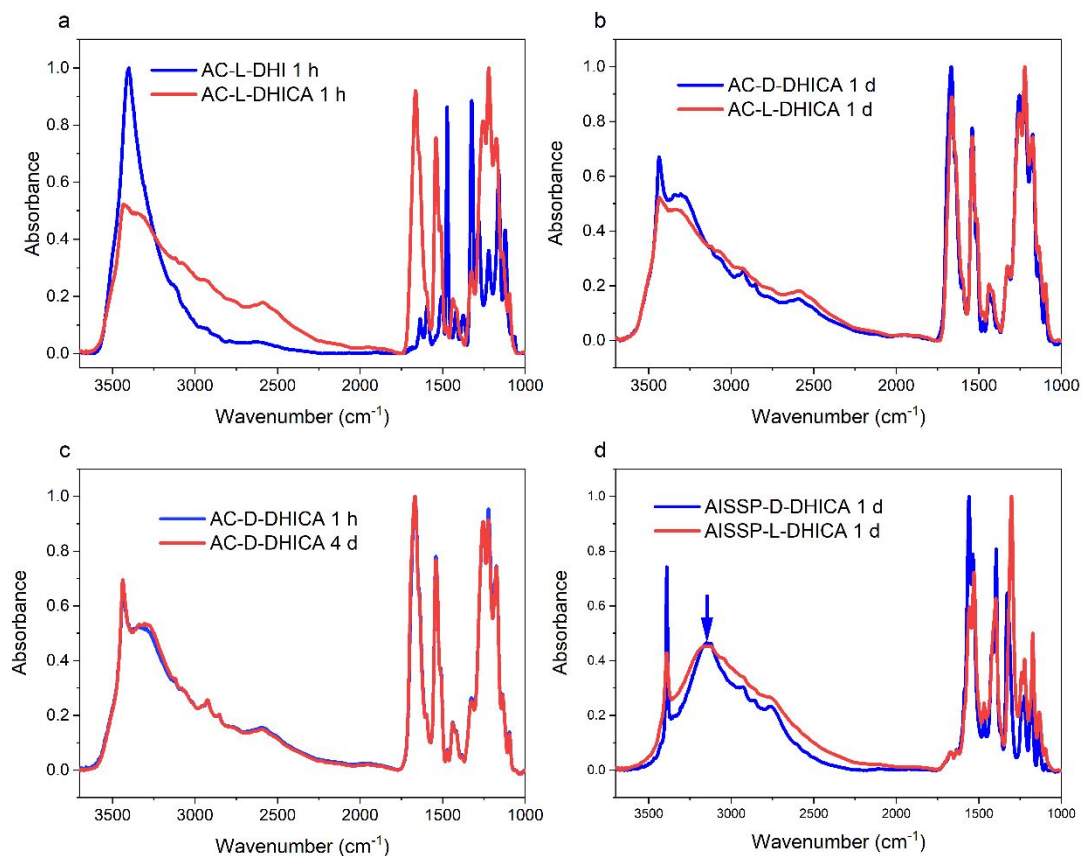 a
AC-L-DHI 1 h
AC-L-DHICA 1 h
1.0
0.8
0.6
0.4
0.2
0.0
Absorbance
3500 3000 2500 2000 1500 1000
Wavenumber (cm⁻¹)
b
AC-D-DHICA 1 d
AC-L-DHICA 1 d
1.0
0.8
0.6
0.4
0.2
0.0
Absorbance
3500 3000 2500 2000 1500 1000
Wavenumber (cm⁻¹)
c
AC-D-DHICA 1 h
AC-D-DHICA 4 d
1.0
0.8
0.6
0.4
0.2
0.0
Absorbance
3500 3000 2500 2000 1500 1000
Wavenumber (cm⁻¹)
d
AISSP-D-DHICA 1 d
AISSP-L-DHICA 1 d
1.0
0.8
0.6
0.4
0.2
0.0
Absorbance
3500 3000 2500 2000 1500 1000
Wavenumber (cm⁻¹)